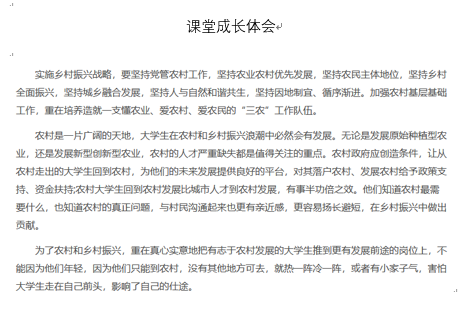 课堂成长体会
实施乡村振兴战略，要坚持党管农村工作，坚持农业农村优先发展，坚持农民主体地位，坚持乡村
全面振兴，坚持城乡融合发展，坚持人与自然和谐共生，坚持因地制宜、循序渐进。加强农村基层基础
工作，重在培养造就一支懂农业、爱农村、爱农民的“三农”工作队伍。
农村是一片广阔的天地，大学生在农村和乡村振兴浪潮中必然会有发展。无论是发展原始种植型农
业，还是发展新型创新型农业，农村的人才严重缺失都是值得关注的重点。农村政府应创造条件，让从
农村走出的大学生回到农村，为他们的未来发展提供良好的平台，对其落户农村、发展农村给予政策支
持、资金扶持;农村大学生回到农村发展比城市人才到农村发展，有事半功倍之效。他们知道农村最需
要什么，也知道农村的真正问题，与村民沟通起来也更有亲近感，更容易扬长避短，在乡村振兴中做出
贡献。
为了农村和乡村振兴，重在真心实意地把有志于农村发展的大学生推到更有发展前途的岗位上，不
能因为他们年轻，因为他们只能到农村，没有其他地方可去，就热一阵冷一阵，或者有小家子气，害怕
大学生走在自己前头，影响了自己的仕途。